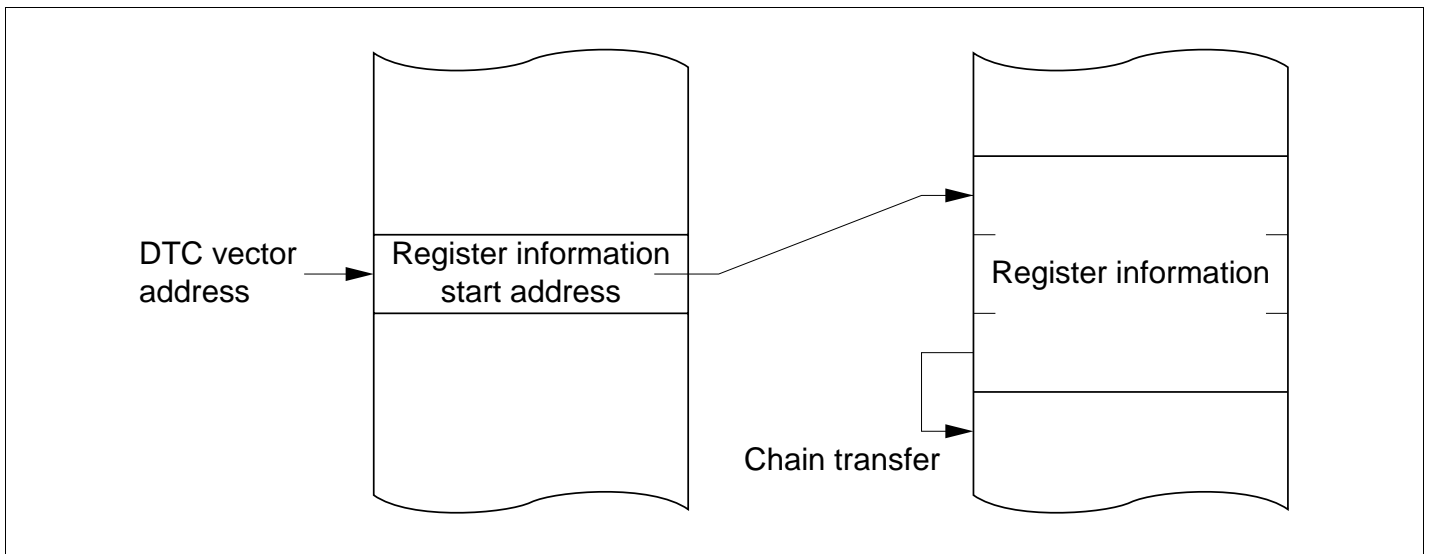 DTC vector
address
Register information
start address
Register information
Chain transfer